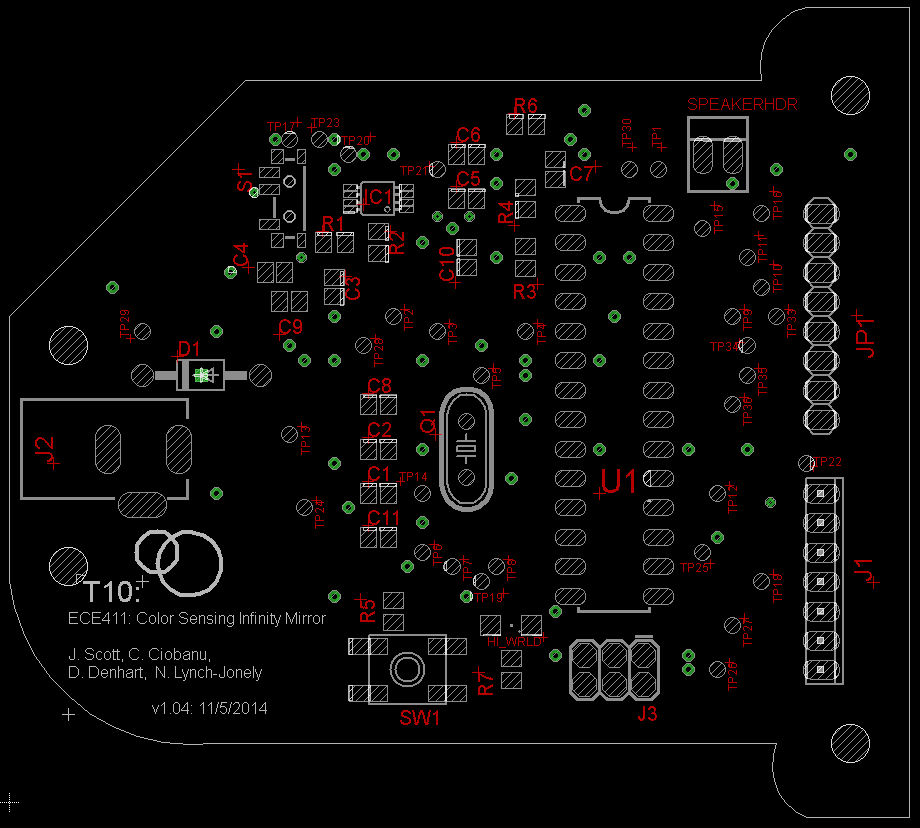 SPEAKERHDR
R6
TP17
TP23
TP20
C6
TP30
TP1
TP21
C7
S1
IC1
C5
R4
TP15
TP16
R1
R2
C4
C10
TP11
C3
R3
TP10
C9
TP29
TP2
TP3
TP4
TP9
TP33
JP1
D1
TP28
TP34
TP5
TP35
C8
TP36
Q1
J2
TP13
C2
TP22
C1
TP14
U1
TP12
TP24
C11
TP6
TP7
TP8
TP25
J1
TP19
TP18
T10:
ECE411: Color Sensing Infinity Mirror
R5
HI_WRLD
TP27
J. Scott, C. Ciobanu,
D. Denhart, N. Lynch-Jonely
R7
TP26
v1.04: 11/5/2014
SW1
J3